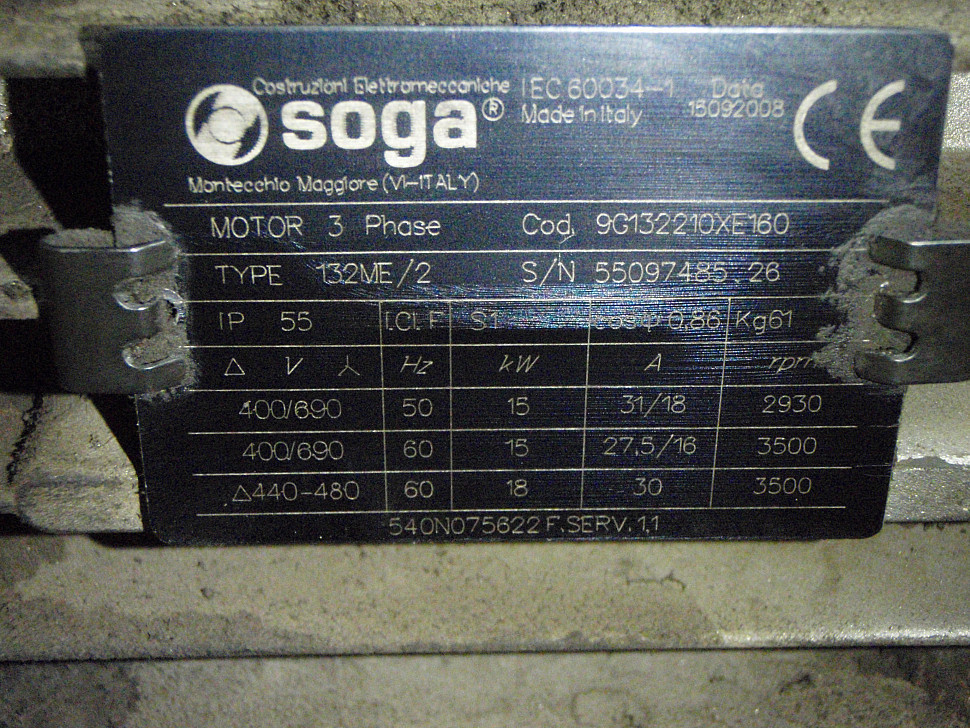 Costruzioni Elettromeccaniche IEC 60034-1 Data
soga® Made in Italy 15092008 CE
Montecchio Maggiore (VI-ITALY)
MOTOR 3 Phase Cod. 9G132210XE160
TYPE 132ME/2 S/N 55097485.26
IP 55 I.Cl. F S1 cosφ 0.86 Kg61
△ V ⅄ Hz kW A rpm
400/690 50 15 31/18 2930
400/690 60 15 27.5/16 3500
△440-480 60 18 30 3500
540N075622 F.SERV. 1.1